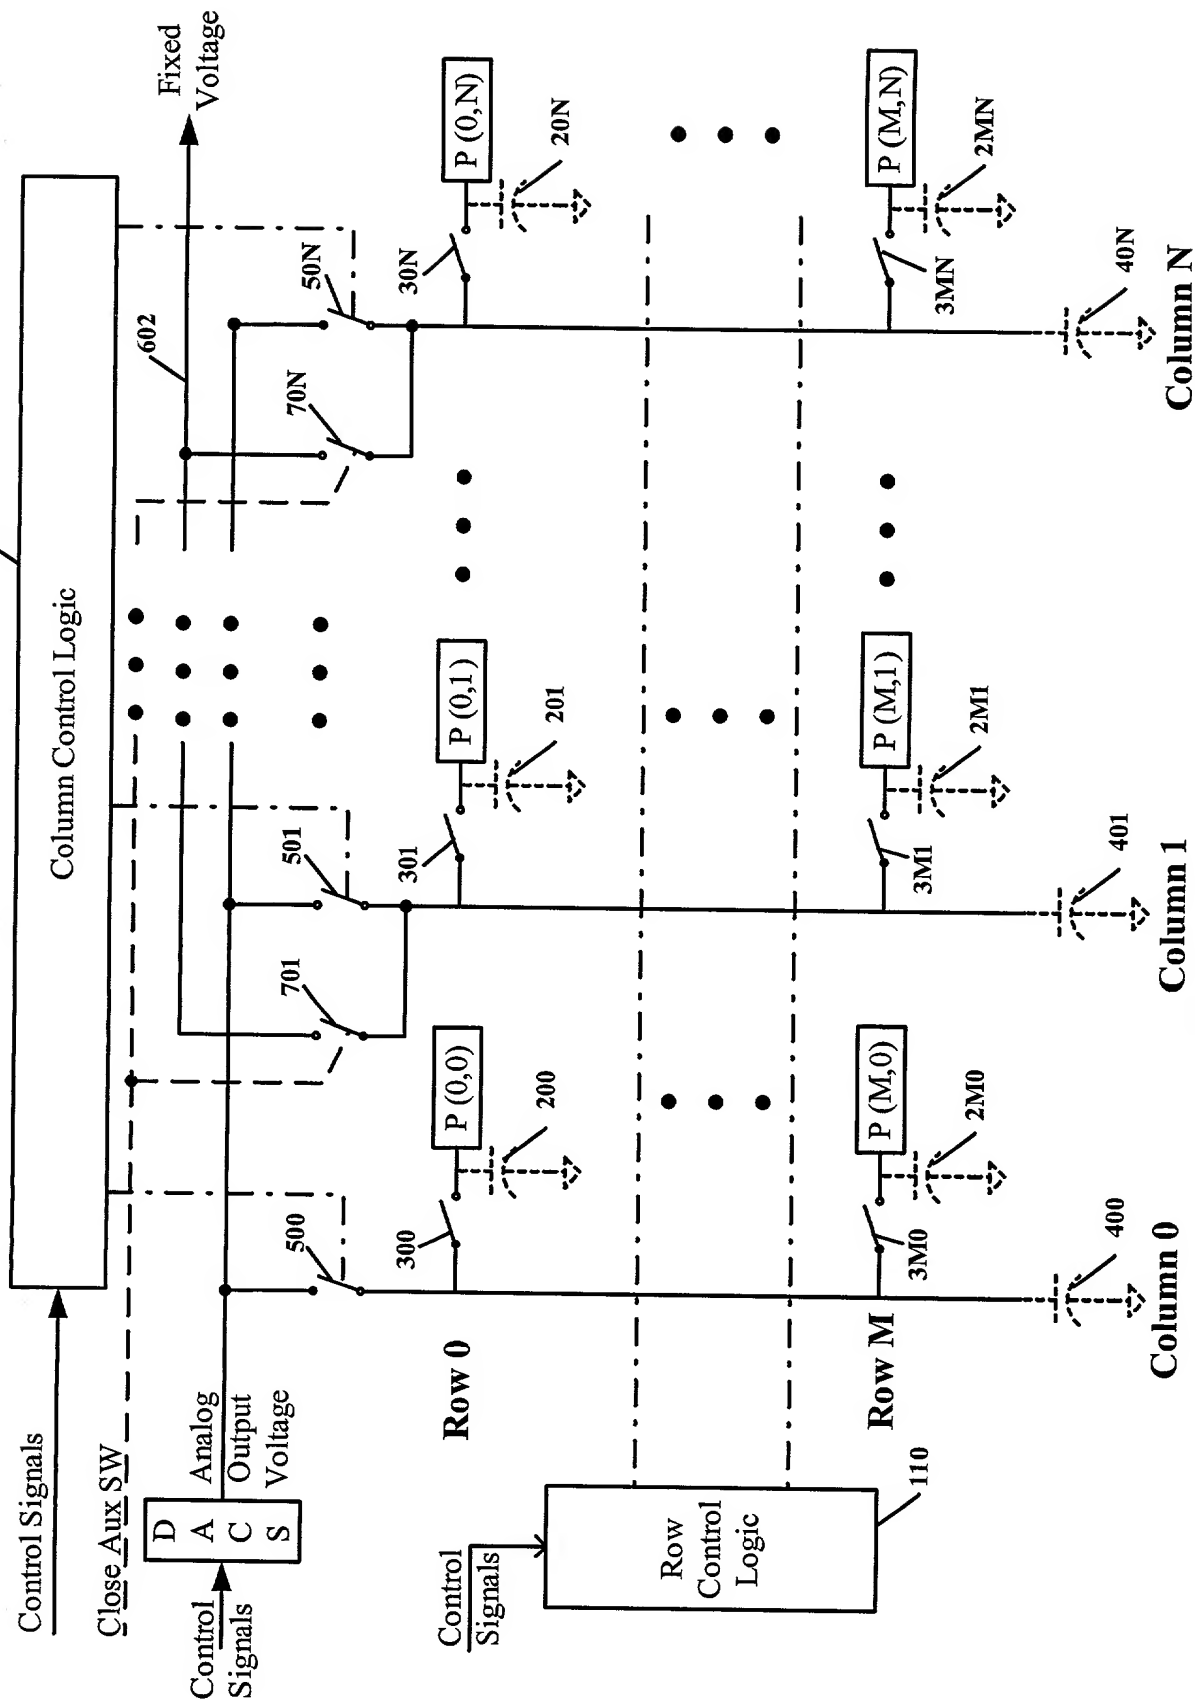 Control Signals
Column Control Logic
Close Aux SW
Fixed
Voltage
602
D
A
C
S
Control
Signals
Analog
Output
Voltage
500
701
501
70N
50N
Row 0
300
P (0,0)
200
301
P (0,1)
201
30N
P (0,N)
20N
Control
Signals
Row
Control
Logic
110
Row M
3M0
P (M,0)
2M0
3M1
P (M,1)
2M1
3MN
P (M,N)
2MN
400
401
40N
Column 0
Column 1
Column N